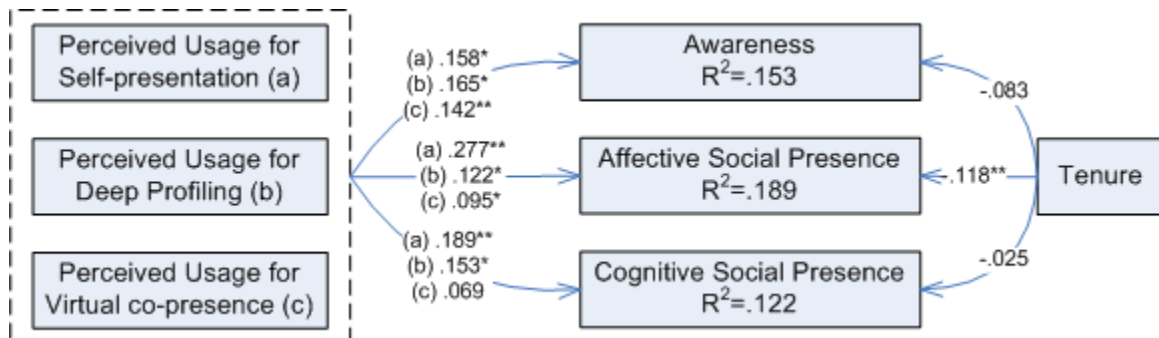 Perceived Usage for
Self-presentation (a)
Perceived Usage for
Deep Profiling (b)
Perceived Usage for
Virtual co-presence (c)
(a) .158*
(b) .165*
(c) .142**
(a) .277**
(b) .122*
(c) .095*
(a) .189**
(b) .153*
(c) .069
Awareness
R²=.153
Affective Social Presence
R²=.189
Cognitive Social Presence
R²=.122
-.083
-.118**
-.025
Tenure